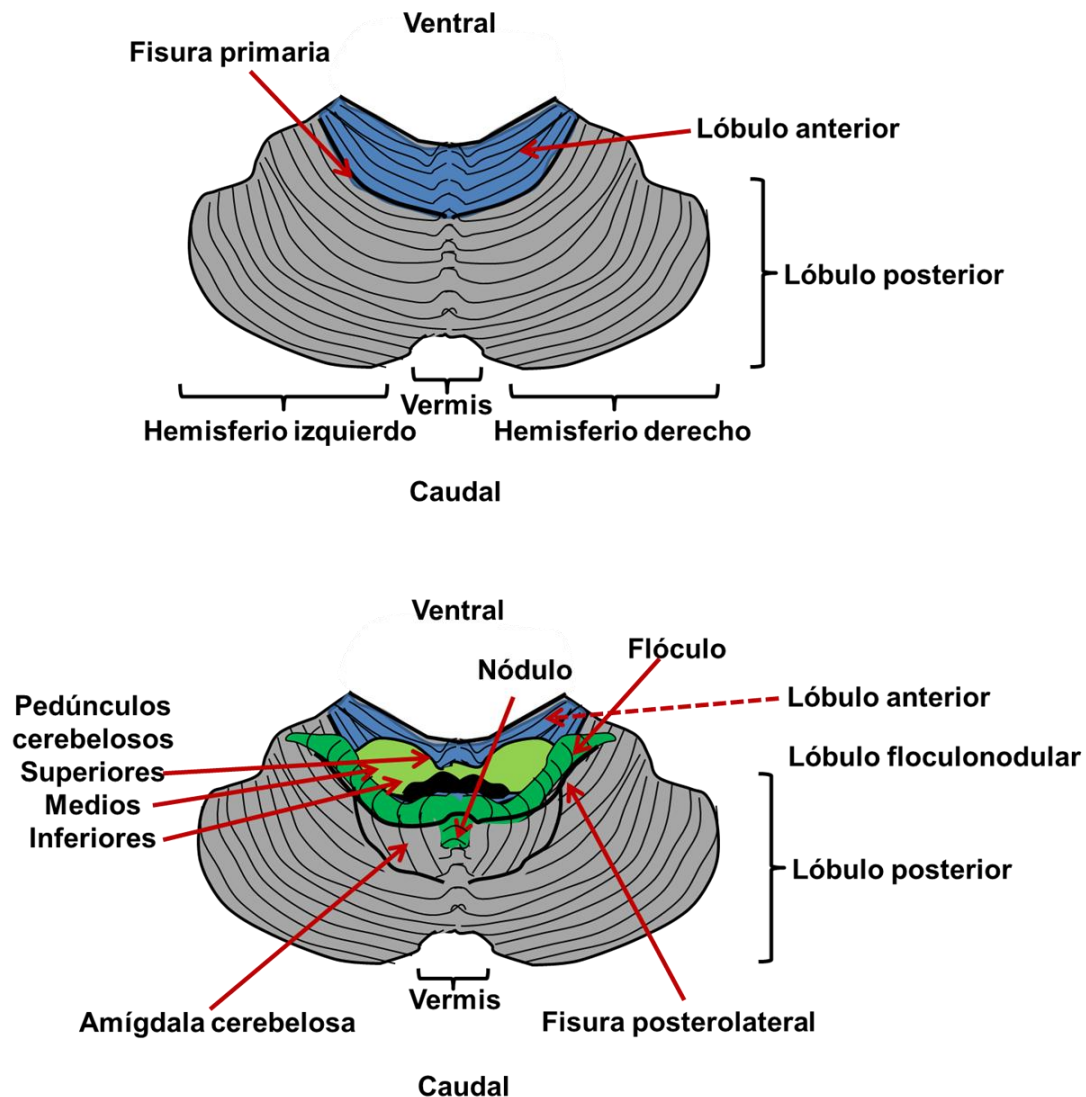 Ventral
Fisura primaria
Lóbulo anterior
Lóbulo posterior
Vermis
Hemisferio izquierdo
Hemisferio derecho
Caudal
Ventral
Flóculo
Nódulo
Pedúnculos
cerebelosos
Superiores
Medios
Inferiores
Lóbulo anterior
Lóbulo floculonodular
Lóbulo posterior
Vermis
Amígdala cerebelosa
Fisura posterolateral
Caudal